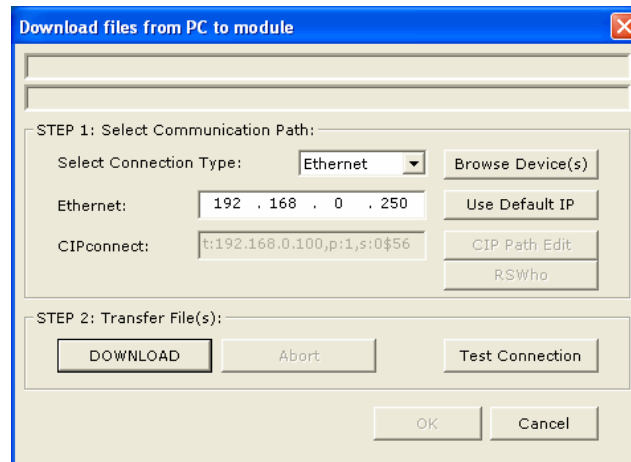 Download files from PC to module
STEP 1: Select Communication Path:
Select Connection Type: Ethernet Browse Device(s)
Ethernet: 192 . 168 . 0 . 250 Use Default IP
CIPconnect: t:192.168.0.100,p:1,s:0$56 CIP Path Edit
RSWho
STEP 2: Transfer File(s):
DOWNLOAD Abort Test Connection
OK Cancel